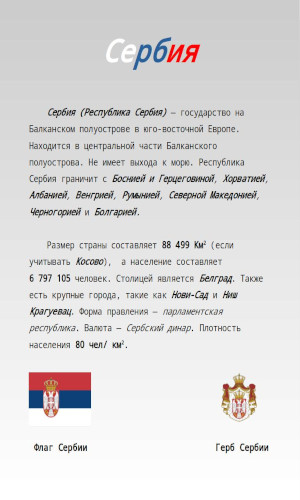 Сербия
Сербия (Республика Сербия) – государство на
Балканском полуострове в юго-восточной Европе.
Находится в центральной части Балканского
полуострова. Не имеет выхода к морю. Республика
Сербия граничит с Боснией и Герцеговиной, Хорватией,
Албанией, Венгрией, Румынией, Северной Македонией,
Черногорией и Болгарией.
Размер страны составляет 88 499 Км² (если
учитывать Косово), а население составляет
6 797 105 человек. Столицей является Белград. Также
есть крупные города, такие как Нови-Сад и Ниш
Крагуевац. Форма правления – парламентская
республика. Валюта – Сербский динар. Плотность
населения 80 чел/ км².
Флаг Сербии
Герб Сербии